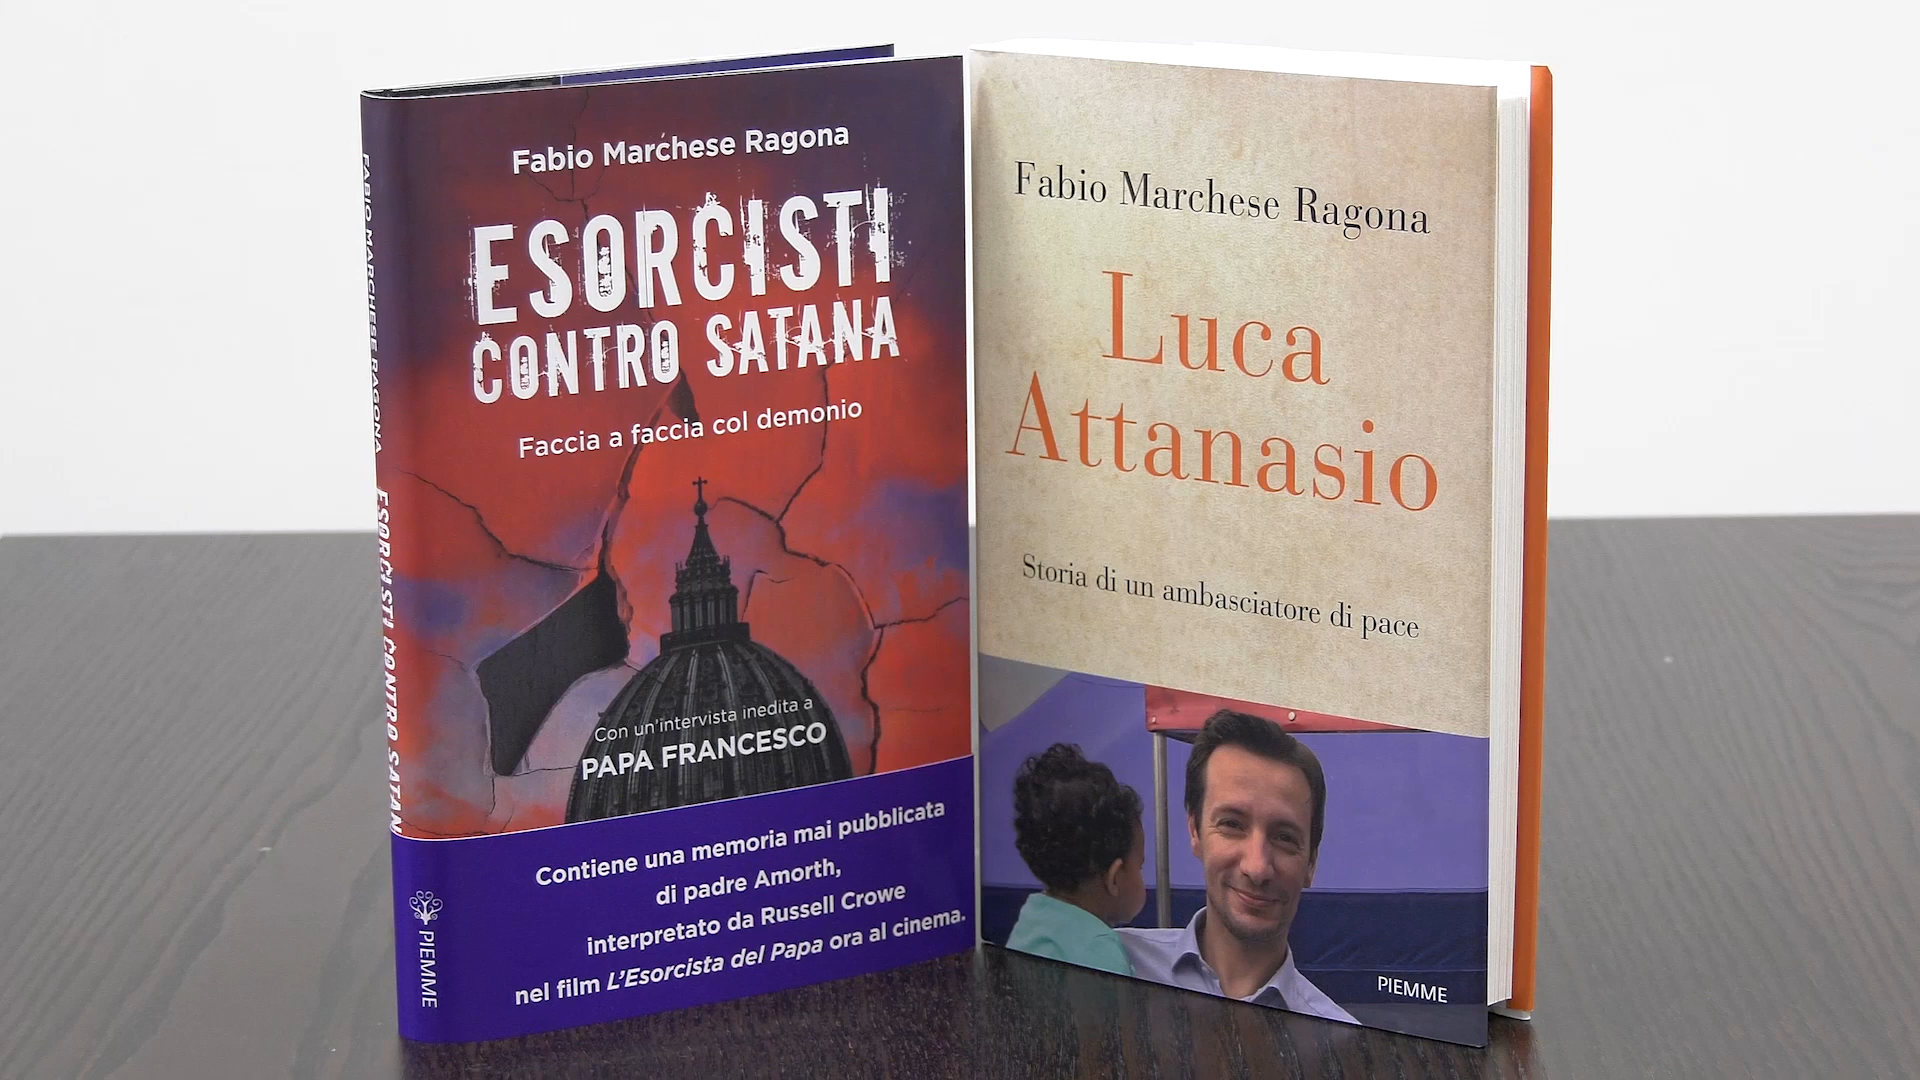 FABIO MARCHESE RAGONA ESORCISTI CONTRO SATAN
PIEMME
Fabio Marchese Ragona
ESORCISTI
CONTRO SATANA
Faccia a faccia col demonio
Con un'intervista inedita a
PAPA FRANCESCO
Contiene una memoria mai pubblicata
di padre Amorth,
interpretato da Russell Crowe
nel film L'Esorcista del Papa ora al cinema.
Fabio Marchese Ragona
Luca
Attanasio
Storia di un ambasciatore di pace
PIEMME